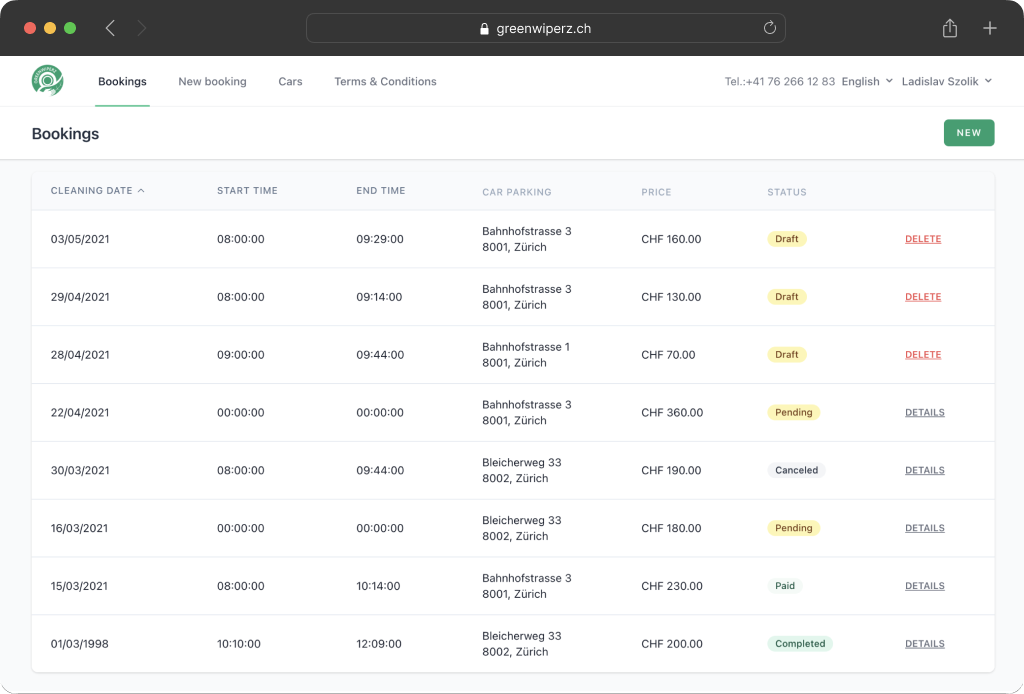 greenwiperz.ch
Bookings New booking Cars Terms & Conditions Tel.:+41 76 266 12 83 English Ladislav Szolik
Bookings NEW
CLEANING DATE START TIME END TIME CAR PARKING PRICE STATUS
03/05/2021 08:00:00 09:29:00 Bahnhofstrasse 3 CHF 160.00 Draft DELETE
8001, Zürich
29/04/2021 08:00:00 09:14:00 Bahnhofstrasse 3 CHF 130.00 Draft DELETE
8001, Zürich
28/04/2021 09:00:00 09:44:00 Bahnhofstrasse 1 CHF 70.00 Draft DELETE
8001, Zürich
22/04/2021 00:00:00 00:00:00 Bahnhofstrasse 3 CHF 360.00 Pending DETAILS
8001, Zürich
30/03/2021 08:00:00 09:44:00 Bleicherweg 33 CHF 190.00 Canceled DETAILS
8002, Zürich
16/03/2021 00:00:00 00:00:00 Bleicherweg 33 CHF 180.00 Pending DETAILS
8002, Zürich
15/03/2021 08:00:00 10:14:00 Bahnhofstrasse 3 CHF 230.00 Paid DETAILS
8001, Zürich
01/03/1998 10:10:00 12:09:00 Bleicherweg 33 CHF 200.00 Completed DETAILS
8002, Zürich